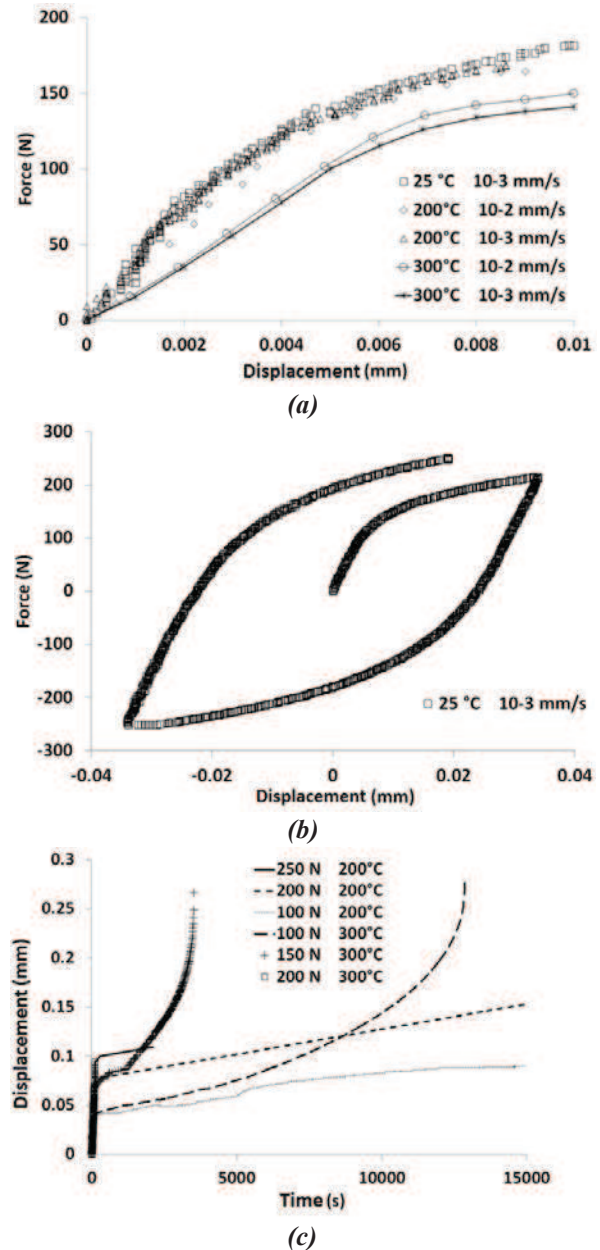 200
150
100
50
0
Force (N)
25 °C 10-3 mm/s
200°C 10-2 mm/s
200°C 10-3 mm/s
300°C 10-2 mm/s
300°C 10-3 mm/s
0 0.002 0.004 0.006 0.008 0.01
Displacement (mm)
(a)
300
200
100
0
-100
-200
-300
Force (N)
25 °C 10-3 mm/s
-0.04 -0.02 0 0.02 0.04
Displacement (mm)
(b)
0.3
0.25
0.2
0.15
0.1
0.05
0
Displacement (mm)
250 N 200°C
200 N 200°C
100 N 200°C
100 N 300°C
150 N 300°C
200 N 300°C
0 5000 10000 15000
Time (s)
(c)